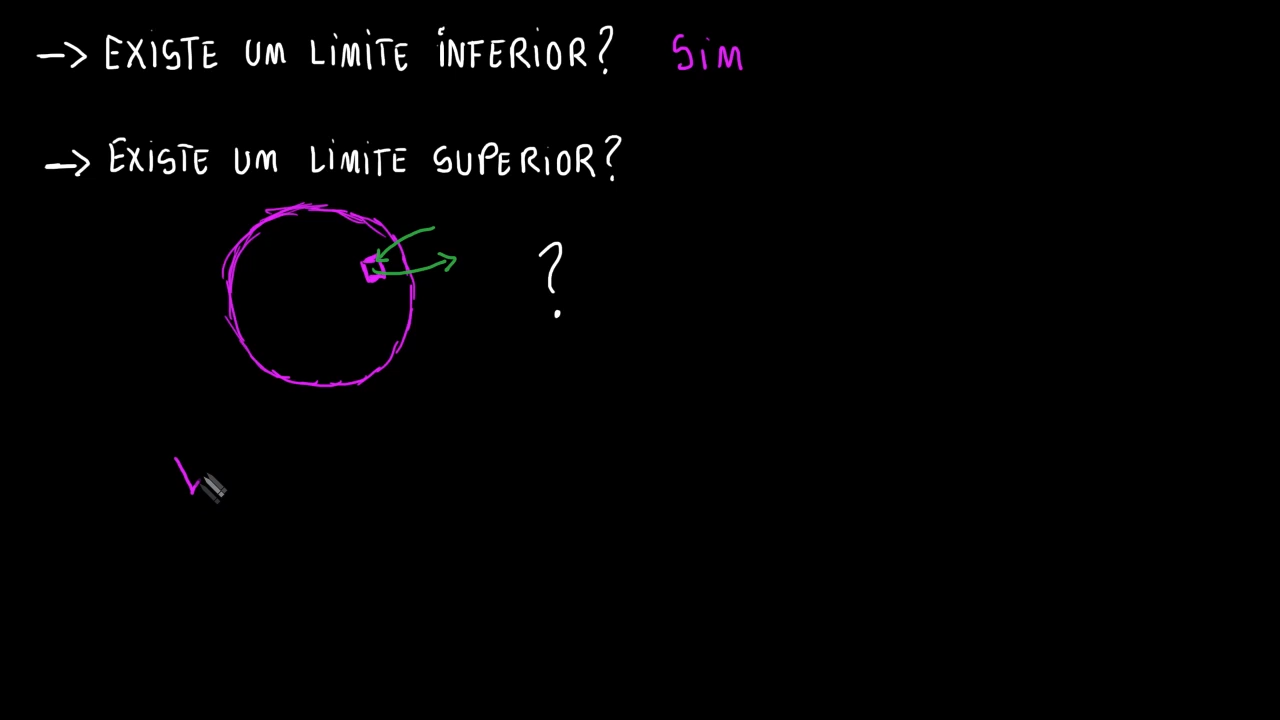 → EXISTE UM LIMITE INFERIOR? SIM
→ EXISTE UM LIMITE SUPERIOR?
?